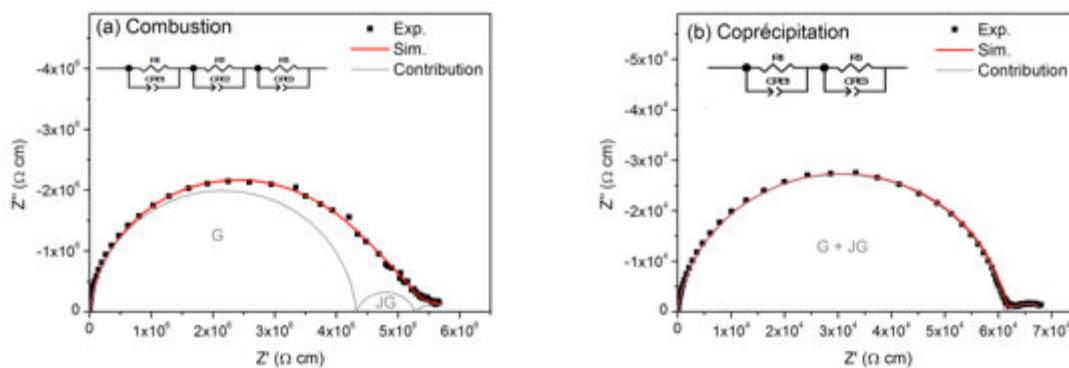 (a) Combustion
Exp.
Sim.
Contribution
-4x10⁶
-3x10⁶
-2x10⁶
-1x10⁶
0
Z'' (Ω cm)
G
JG
0 1x10⁶ 2x10⁶ 3x10⁶ 4x10⁶ 5x10⁶ 6x10⁶
Z' (Ω cm)
(b) Coprécipitation
Exp.
Sim.
Contribution
-5x10⁴
-4x10⁴
-3x10⁴
-2x10⁴
-1x10⁴
0
Z'' (Ω cm)
G + JG
0 1x10⁴ 2x10⁴ 3x10⁴ 4x10⁴ 5x10⁴ 6x10⁴ 7x10⁴
Z' (Ω cm)